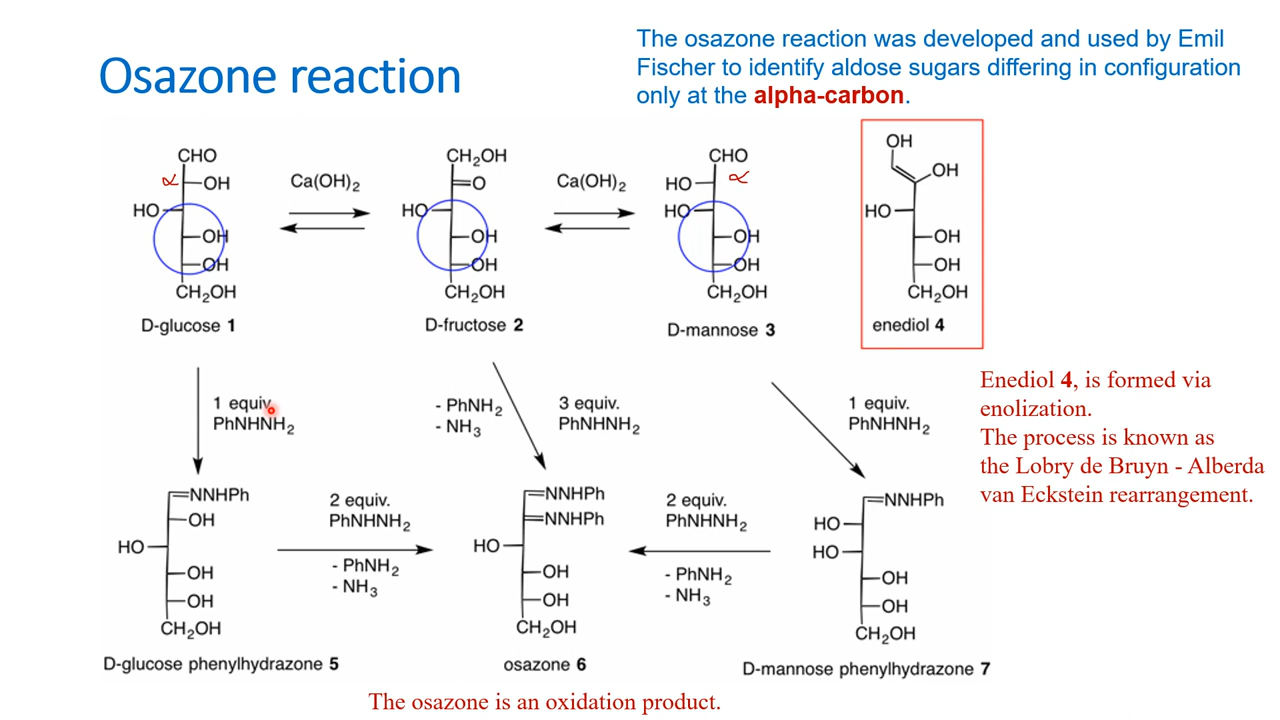 Osazone reaction
The osazone reaction was developed and used by Emil
Fischer to identify aldose sugars differing in configuration
only at the alpha-carbon.
CHO
α
OH
HO
OH
OH
CH₂OH
D-glucose 1
Ca(OH)₂
CH₂OH
O
HO
OH
OH
CH₂OH
D-fructose 2
Ca(OH)₂
CHO
HO
α
HO
OH
OH
CH₂OH
D-mannose 3
OH
OH
HO
OH
OH
CH₂OH
enediol 4
Enediol 4, is formed via
enolization.
The process is known as
the Lobry de Bruyn - Alberda
van Eckstein rearrangement.
1 equiv.
PhNHNH₂
- PhNH₂
- NH₃
3 equiv.
PhNHNH₂
1 equiv.
PhNHNH₂
NNHPh
OH
HO
OH
OH
CH₂OH
D-glucose phenylhydrazone 5
2 equiv.
PhNHNH₂
- PhNH₂
- NH₃
NNHPh
NNHPh
HO
OH
OH
CH₂OH
osazone 6
2 equiv.
PhNHNH₂
- PhNH₂
- NH₃
NNHPh
HO
HO
OH
OH
CH₂OH
D-mannose phenylhydrazone 7
The osazone is an oxidation product.